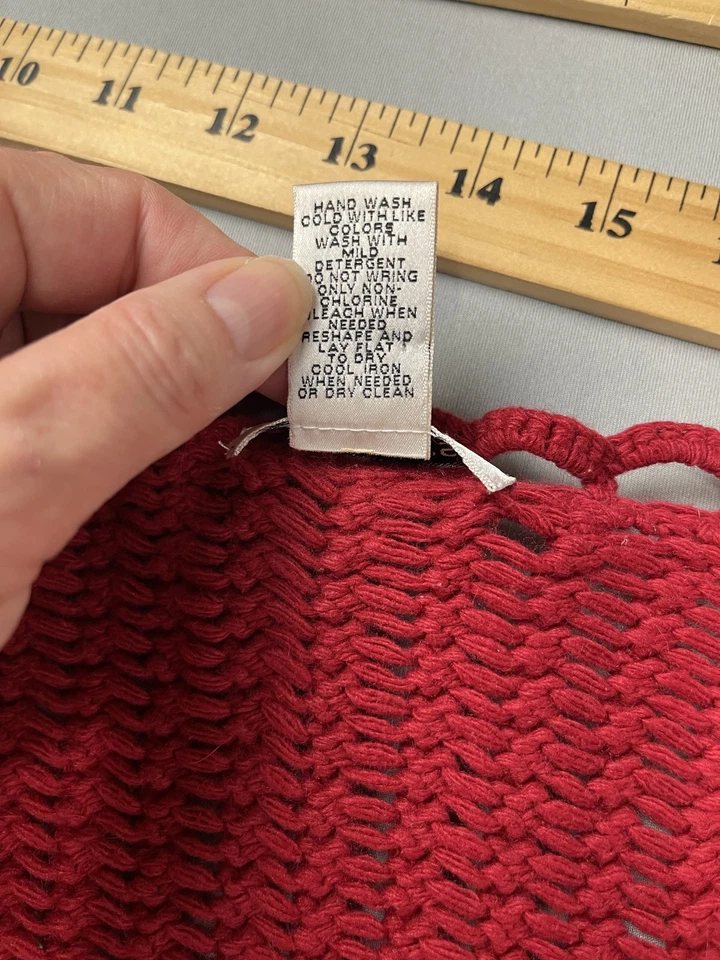 10 11 12 13 14 15
HAND WASH
COLD WITH LIKE
COLORS
WASH WITH
MILD
DETERGENT
DO NOT WRING
ONLY NON-
CHLORINE
BLEACH WHEN
NEEDED
RESHAPE AND
LAY FLAT
TO DRY
COOL IRON
WHEN NEEDED
OR DRY CLEAN